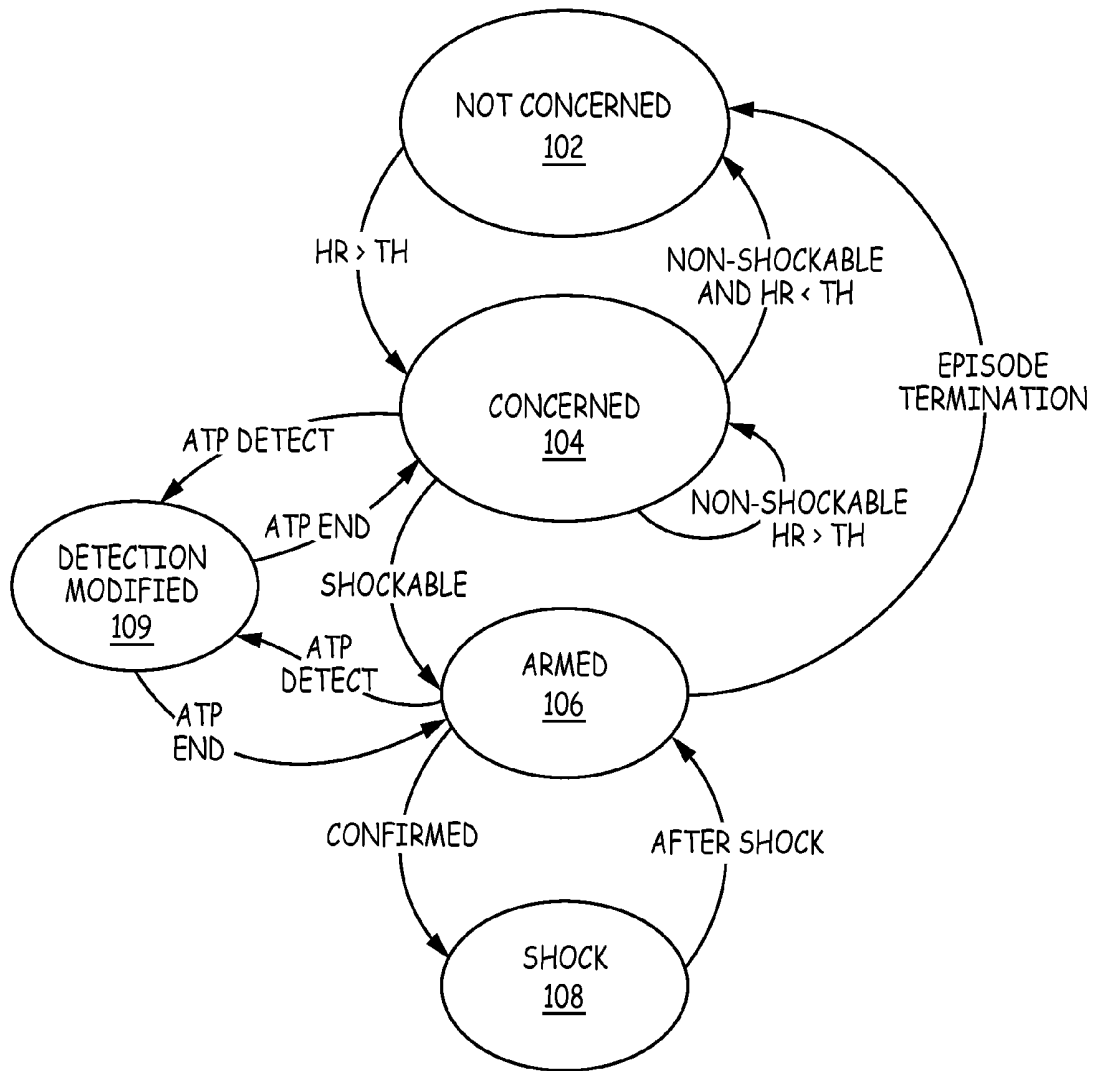 NOT CONCERNED
102
HR > TH
NON-SHOCKABLE
AND HR < TH
EPISODE
TERMINATION
CONCERNED
104
ATP DETECT
NON-SHOCKABLE
HR > TH
ATP END
DETECTION
MODIFIED
109
SHOCKABLE
ATP
DETECT
ARMED
106
ATP
END
CONFIRMED
AFTER SHOCK
SHOCK
108